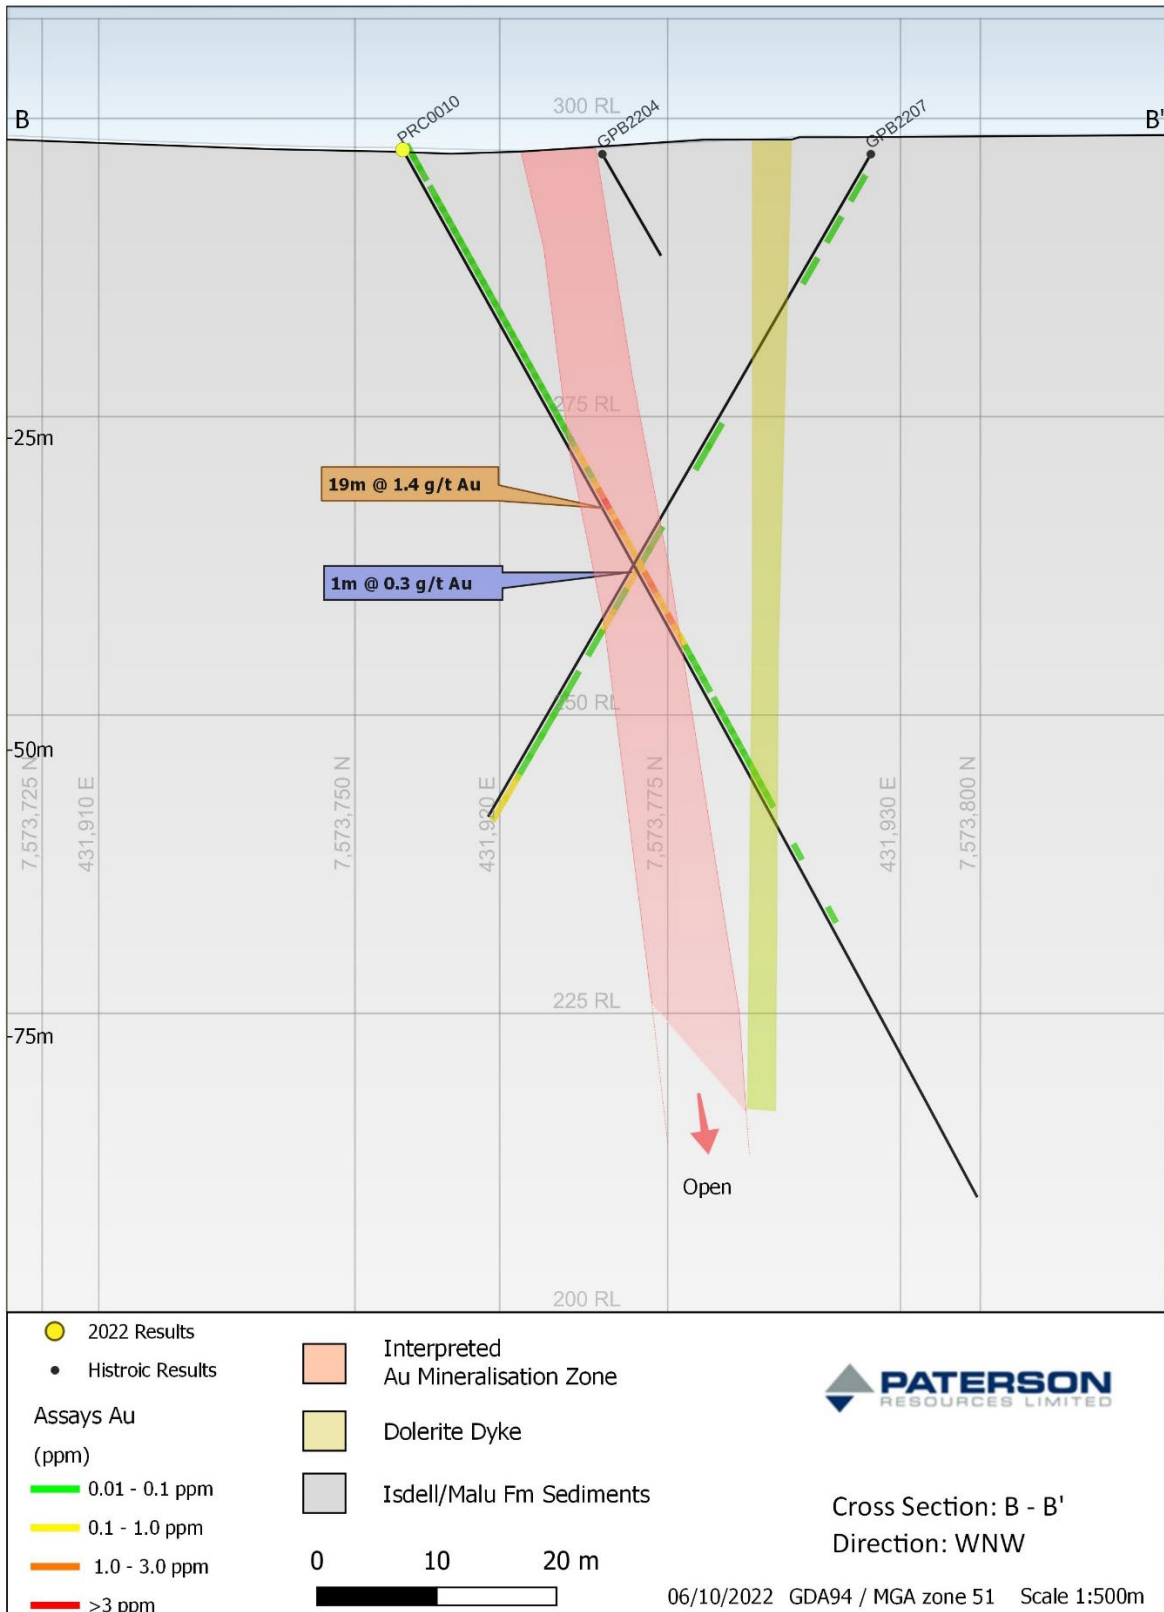 B
B'
300 RL
PRC0010
GPB2204
GPB2207
275 RL
-25m
19m @ 1.4 g/t Au
1m @ 0.3 g/t Au
250 RL
-50m
7,573,725 N
431,910 E
7,573,750 N
431,920 E
7,573,775 N
431,930 E
7,573,800 N
225 RL
-75m
Open
200 RL
2022 Results
Histroic Results
Assays Au
(ppm)
0.01 - 0.1 ppm
0.1 - 1.0 ppm
1.0 - 3.0 ppm
>3 ppm
Interpreted
Au Mineralisation Zone
Dolerite Dyke
Isdell/Malu Fm Sediments
0 10 20 m
PATERSON
RESOURCES LIMITED
Cross Section: B - B'
Direction: WNW
06/10/2022 GDA94 / MGA zone 51 Scale 1:500m